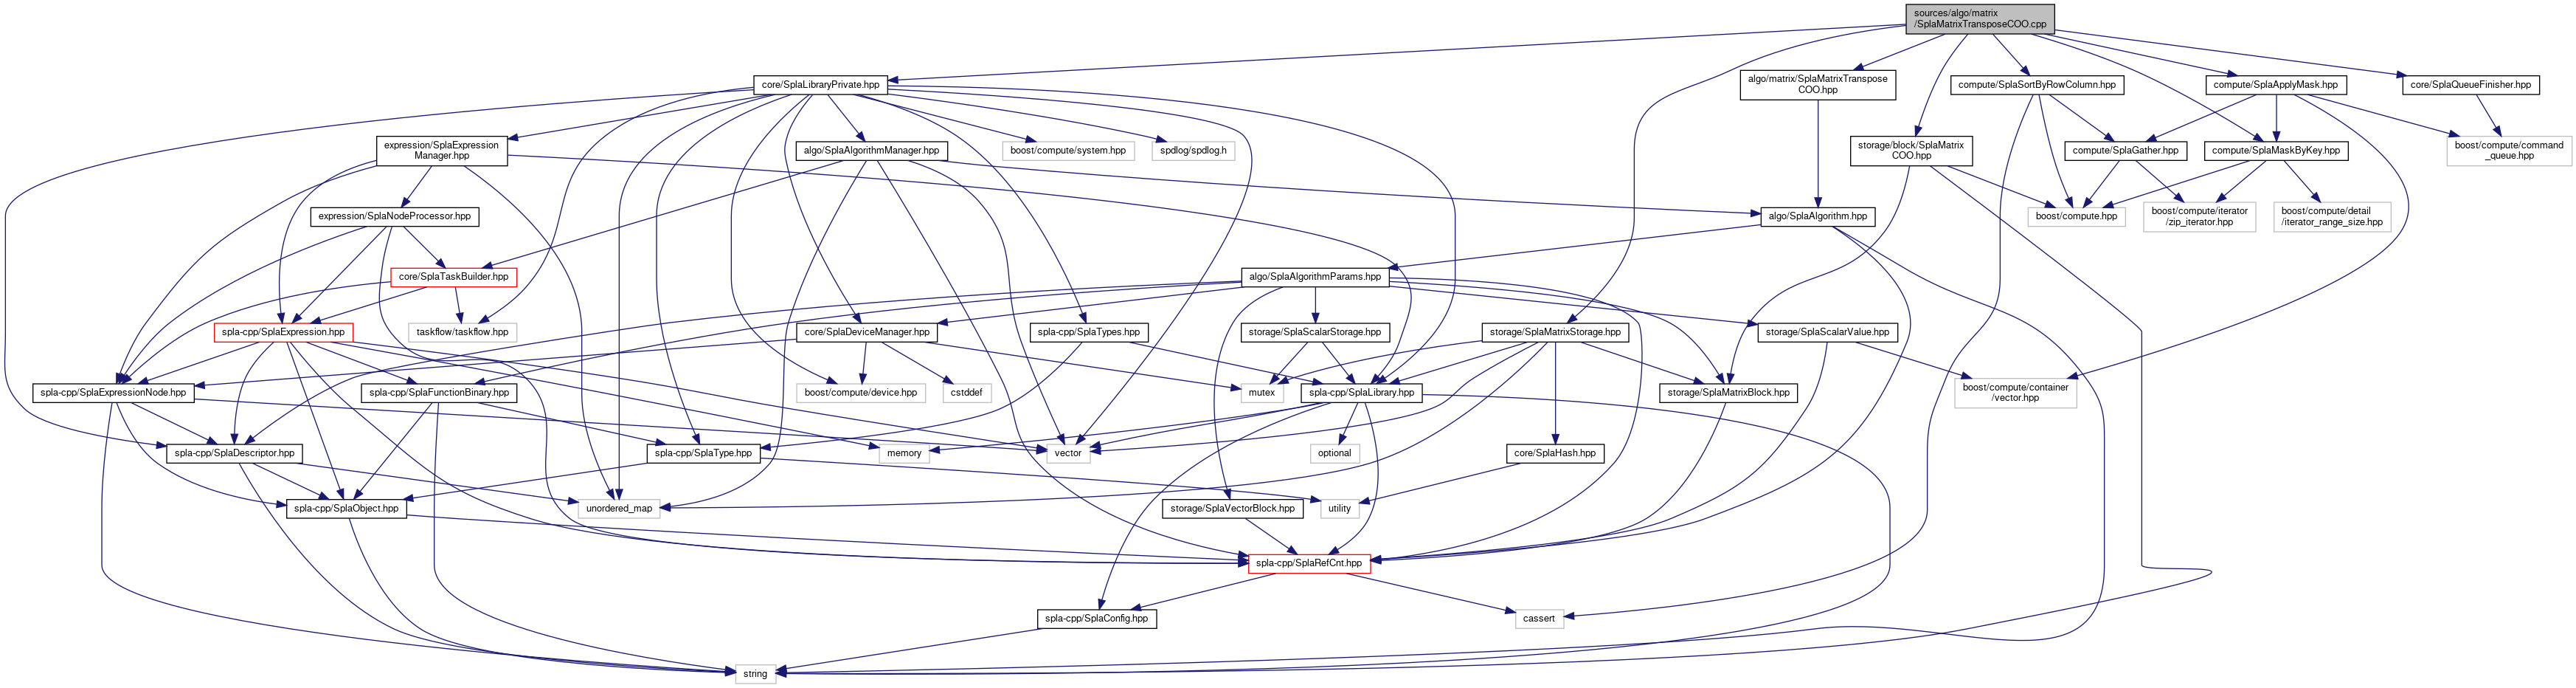 sources/algo/matrix
/SplaMatrixTransposeCOO.cpp
core/SplaLibraryPrivate.hpp
algo/matrix/SplaMatrixTranspose
COO.hpp
compute/SplaSortByRowColumn.hpp
compute/SplaApplyMask.hpp
core/SplaQueueFinisher.hpp
expression/SplaExpression
Manager.hpp
algo/SplaAlgorithmManager.hpp
boost/compute/system.hpp
spdlog/spdlog.h
storage/block/SplaMatrix
COO.hpp
compute/SplaGather.hpp
compute/SplaMaskByKey.hpp
boost/compute/command
_queue.hpp
expression/SplaNodeProcessor.hpp
algo/SplaAlgorithm.hpp
boost/compute.hpp
boost/compute/iterator
/zip_iterator.hpp
boost/compute/detail
/iterator_range_size.hpp
core/SplaTaskBuilder.hpp
algo/SplaAlgorithmParams.hpp
spla-cpp/SplaExpression.hpp
taskflow/taskflow.hpp
core/SplaDeviceManager.hpp
spla-cpp/SplaTypes.hpp
storage/SplaScalarStorage.hpp
storage/SplaMatrixStorage.hpp
storage/SplaScalarValue.hpp
spla-cpp/SplaExpressionNode.hpp
spla-cpp/SplaFunctionBinary.hpp
boost/compute/device.hpp
cstddef
mutex
spla-cpp/SplaLibrary.hpp
storage/SplaMatrixBlock.hpp
boost/compute/container
/vector.hpp
spla-cpp/SplaDescriptor.hpp
spla-cpp/SplaType.hpp
memory
vector
optional
core/SplaHash.hpp
spla-cpp/SplaObject.hpp
unordered_map
storage/SplaVectorBlock.hpp
utility
spla-cpp/SplaRefCnt.hpp
spla-cpp/SplaConfig.hpp
cassert
string